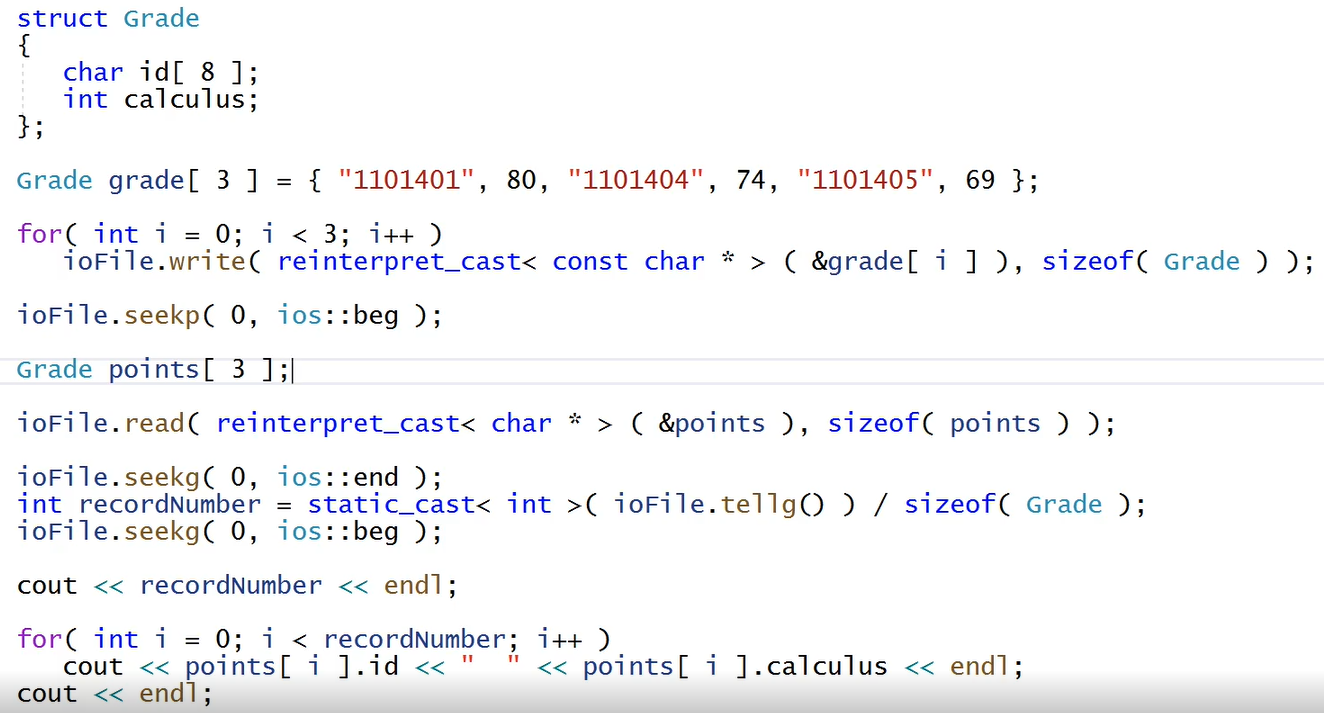 struct Grade
{
   char id[ 8 ];
   int calculus;
};
Grade grade[ 3 ] = { "1101401", 80, "1101404", 74, "1101405", 69 };
for( int i = 0; i < 3; i++ )
   ioFile.write( reinterpret_cast< const char * > ( &grade[ i ] ), sizeof( Grade ) );
ioFile.seekp( 0, ios::beg );
Grade points[ 3 ];
ioFile.read( reinterpret_cast< char * > ( &points ), sizeof( points ) );
ioFile.seekg( 0, ios::end );
int recordNumber = static_cast< int >( ioFile.tellg() ) / sizeof( Grade );
ioFile.seekg( 0, ios::beg );
cout << recordNumber << endl;
for( int i = 0; i < recordNumber; i++ )
   cout << points[ i ].id << "  " << points[ i ].calculus << endl;
cout << endl;